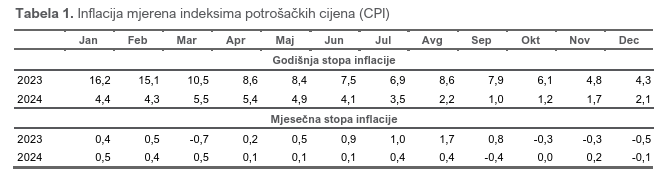 Tabela 1. Inflacija mjerena indeksima potrošačkih cijena (CPI)
Jan Feb Mar Apr Maj Jun Jul Avg Sep Okt Nov Dec
Godišnja stopa inflacije
2023 16,2 15,1 10,5 8,6 8,4 7,5 6,9 8,6 7,9 6,1 4,8 4,3
2024 4,4 4,3 5,5 5,4 4,9 4,1 3,5 2,2 1,0 1,2 1,7 2,1
Mjesečna stopa inflacije
2023 0,4 0,5 -0,7 0,2 0,5 0,9 1,0 1,7 0,8 -0,3 -0,3 -0,5
2024 0,5 0,4 0,5 0,1 0,1 0,1 0,4 0,4 -0,4 0,0 0,2 -0,1